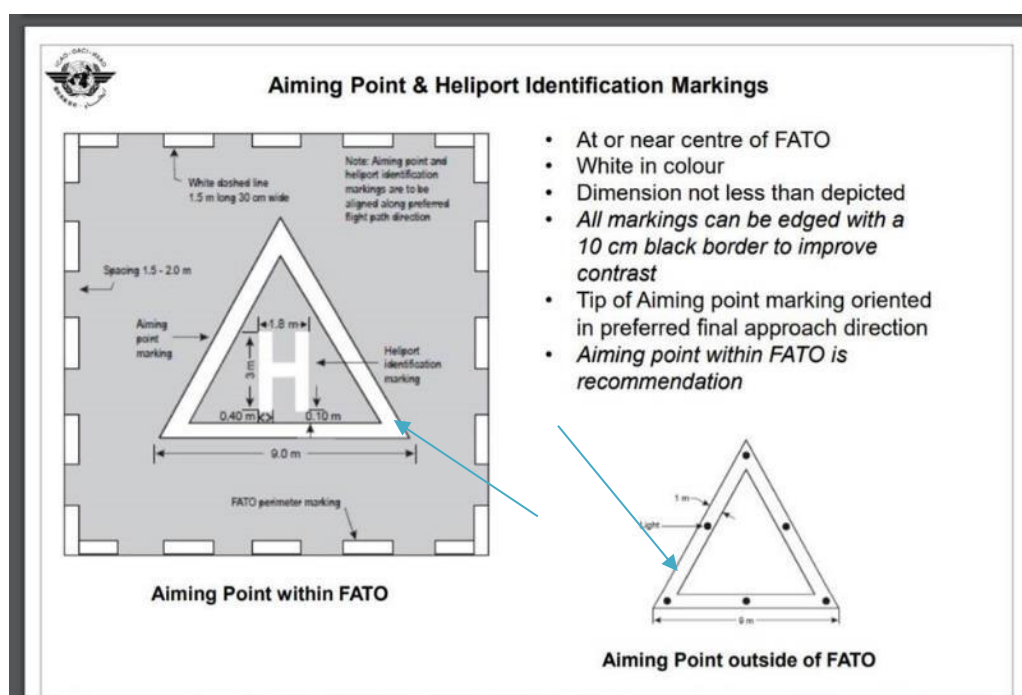 Aiming Point & Heliport Identification Markings
White dashed line
1.5 m long 30 cm wide
Note: Aiming point and
heliport identification
markings are to be
aligned along preferred
flight path direction
Spacing 1.5 - 2.0 m
Aiming
point
marking
1.8 m
3 m
Heliport
identification
marking
0.40 m
0.10 m
9.0 m
FATO perimeter marking
Aiming Point within FATO
• At or near centre of FATO
• White in colour
• Dimension not less than depicted
• All markings can be edged with a
10 cm black border to improve
contrast
• Tip of Aiming point marking oriented
in preferred final approach direction
• Aiming point within FATO is
recommendation
1 m
Light
9 m
Aiming Point outside of FATO